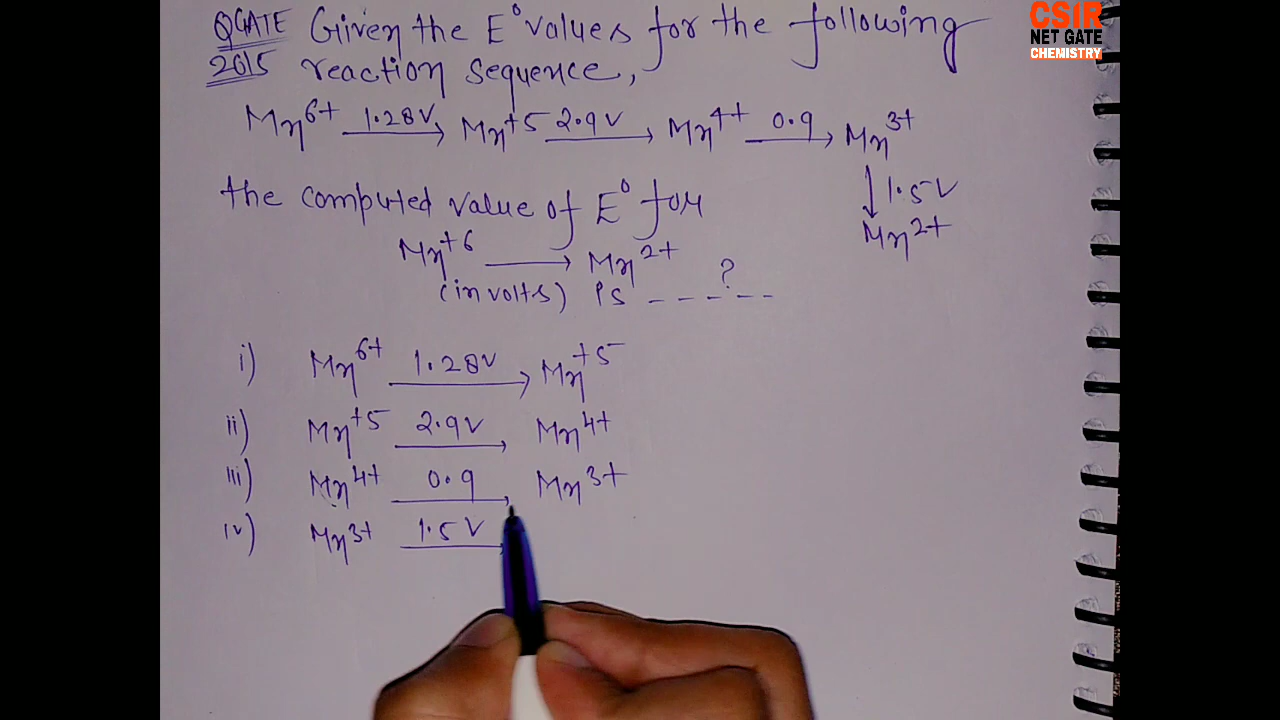 QGATE Given the E⁰ values for the following
2015 reaction sequence,
CSIR
NET GATE
CHEMISTRY
Mn⁶⁺ 1.28V→ Mn⁺⁵ 2.9V→ Mn⁴⁺ 0.9→ Mn³⁺
↓ 1.5V
Mn²⁺
the computed value of E⁰ for
Mn⁺⁶ → Mn²⁺
(in volts) is - - - - - ?
i) Mn⁶⁺ 1.28V→ Mn⁺⁵
ii) Mn⁺⁵ 2.9V→ Mn⁴⁺
iii) Mn⁴⁺ 0.9→ Mn³⁺
iv) Mn³⁺ 1.5V→